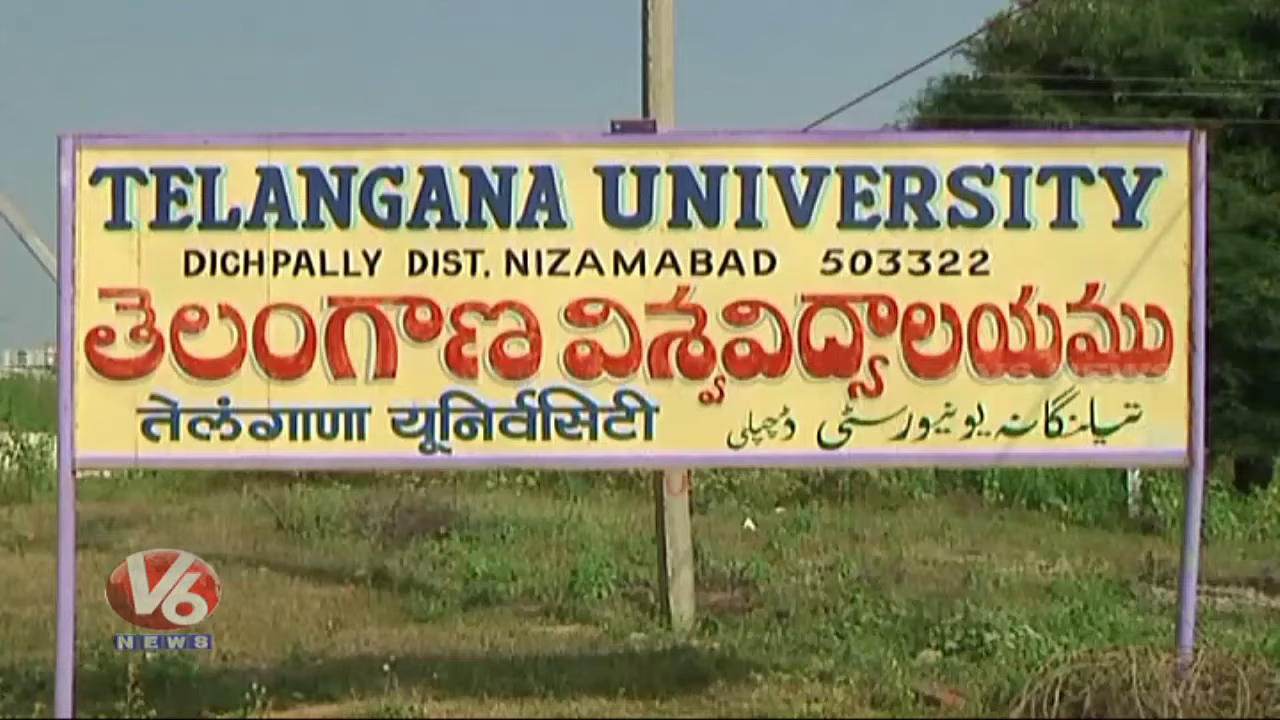 TELANGANA UNIVERSITY
DICHPALLY DIST. NIZAMABAD 503322
తెలంగాణ విశ్వవిద్యాలయము
तेलंगाणा यूनिर्वसिटी تیلنگانہ یونیورسٹی ڈچپلی
V6
NEWS